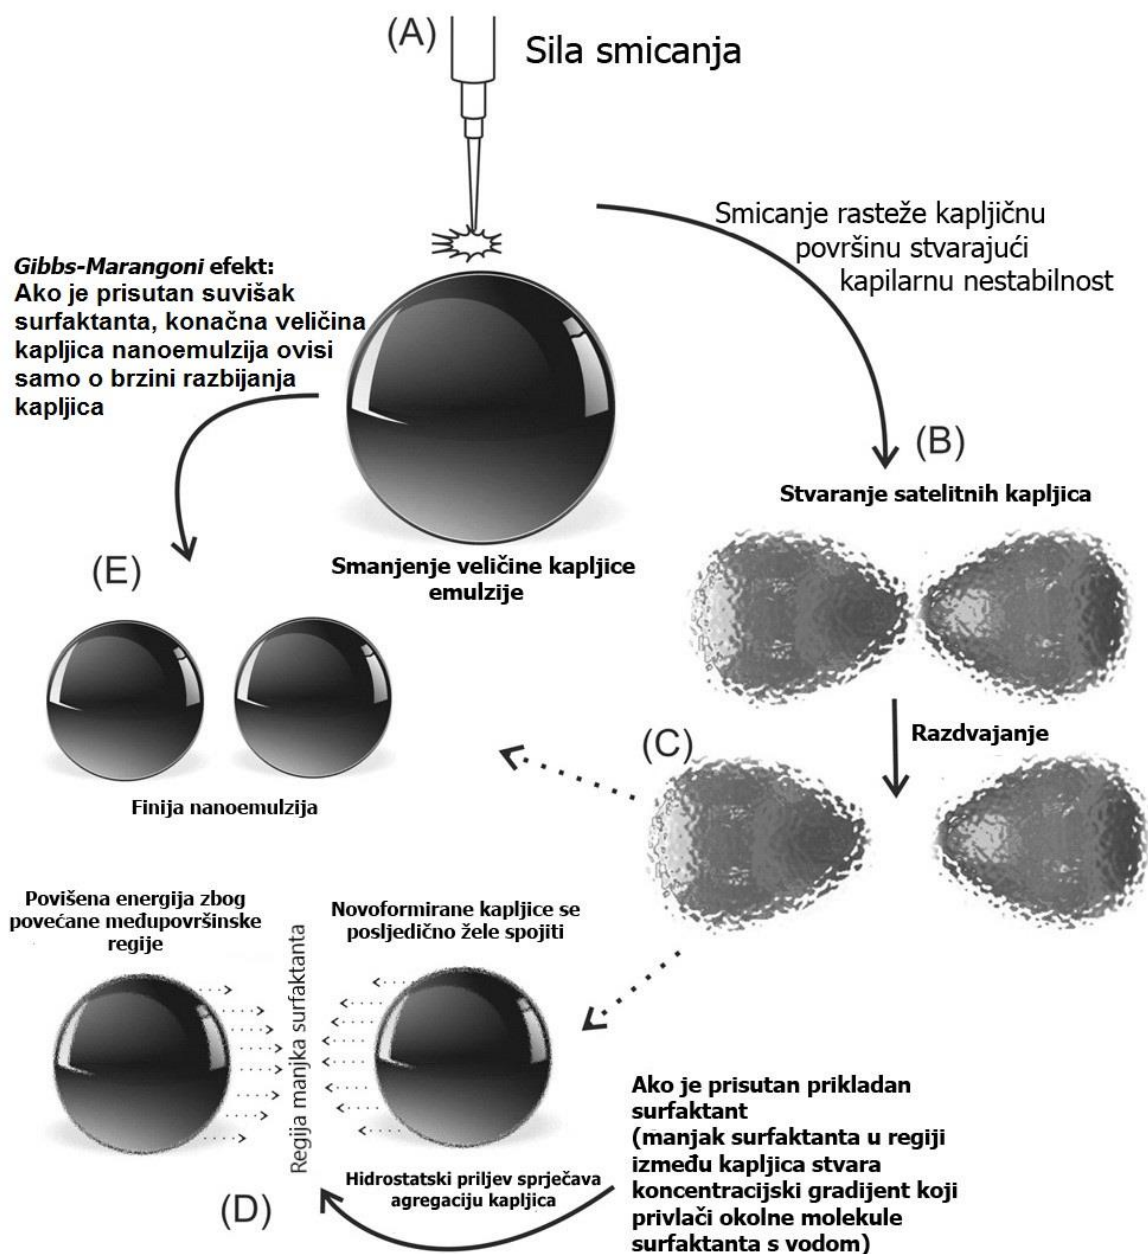 (A)
Sila smicanja
Smicanje rasteže kapljičnu
površinu stvarajući
kapilarnu nestabilnost
Gibbs-Marangoni efekt:
Ako je prisutan suvišak
surfaktanta, konačna veličina
kapljica nanoemulzija ovisi
samo o brzini razbijanja
kapljica
(B)
Stvaranje satelitnih kapljica
Smanjenje veličine kapljice
emulzije
(E)
(C)
Razdvajanje
Finija nanoemulzija
Povišena energija zbog
povećane međupovršinske
regije
Regija manjka surfaktanta
Novoformirane kapljice se
posljedično žele spojiti
Hidrostatski priljev sprječava
agregaciju kapljica
(D)
Ako je prisutan prikladan
surfaktant
(manjak surfaktanta u regiji
između kapljica stvara
koncentracijski gradijent koji
privlači okolne molekule
surfaktanta s vodom)